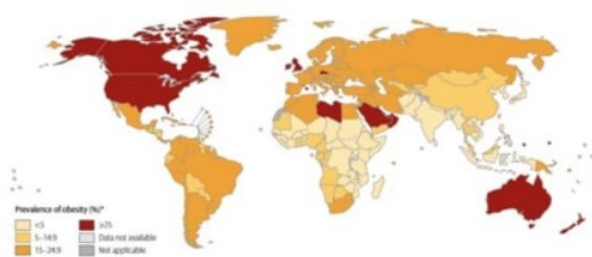 Prevalence of obesity (%)*
<5
5–14.9
15–24.9
≥25
Data not available
Not applicable